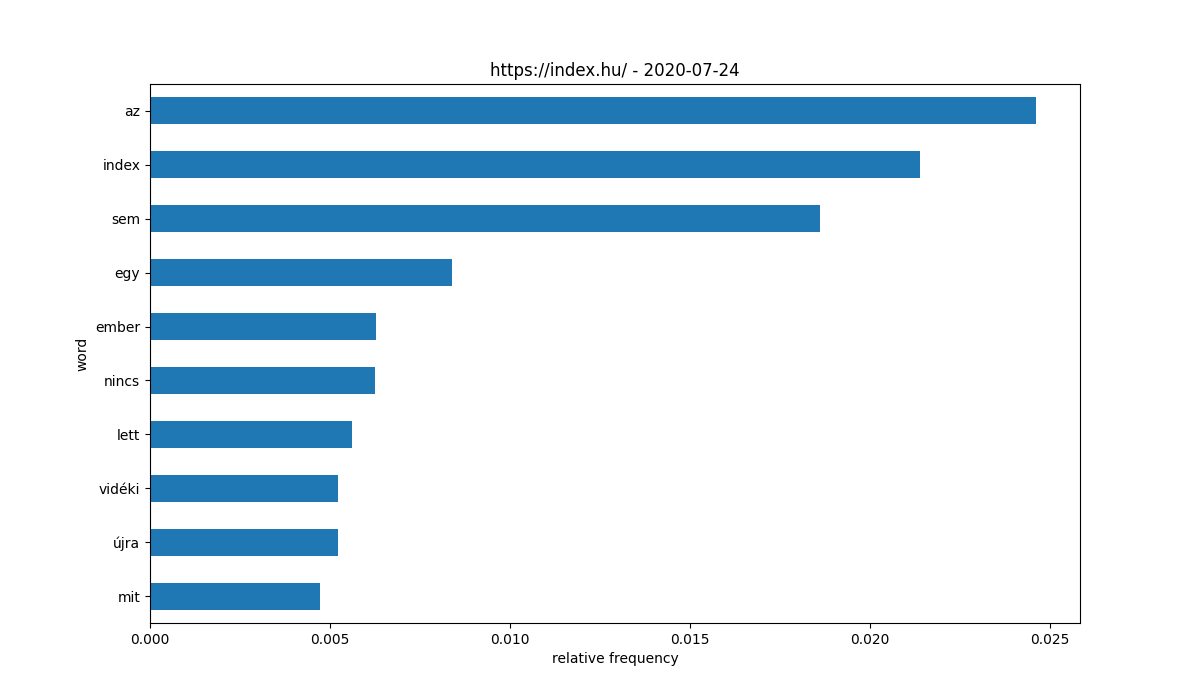 https://index.hu/ - 2020-07-24
az
index
sem
egy
ember
nincs
lett
vidéki
újra
mit
word
0.000 0.005 0.010 0.015 0.020 0.025
relative frequency